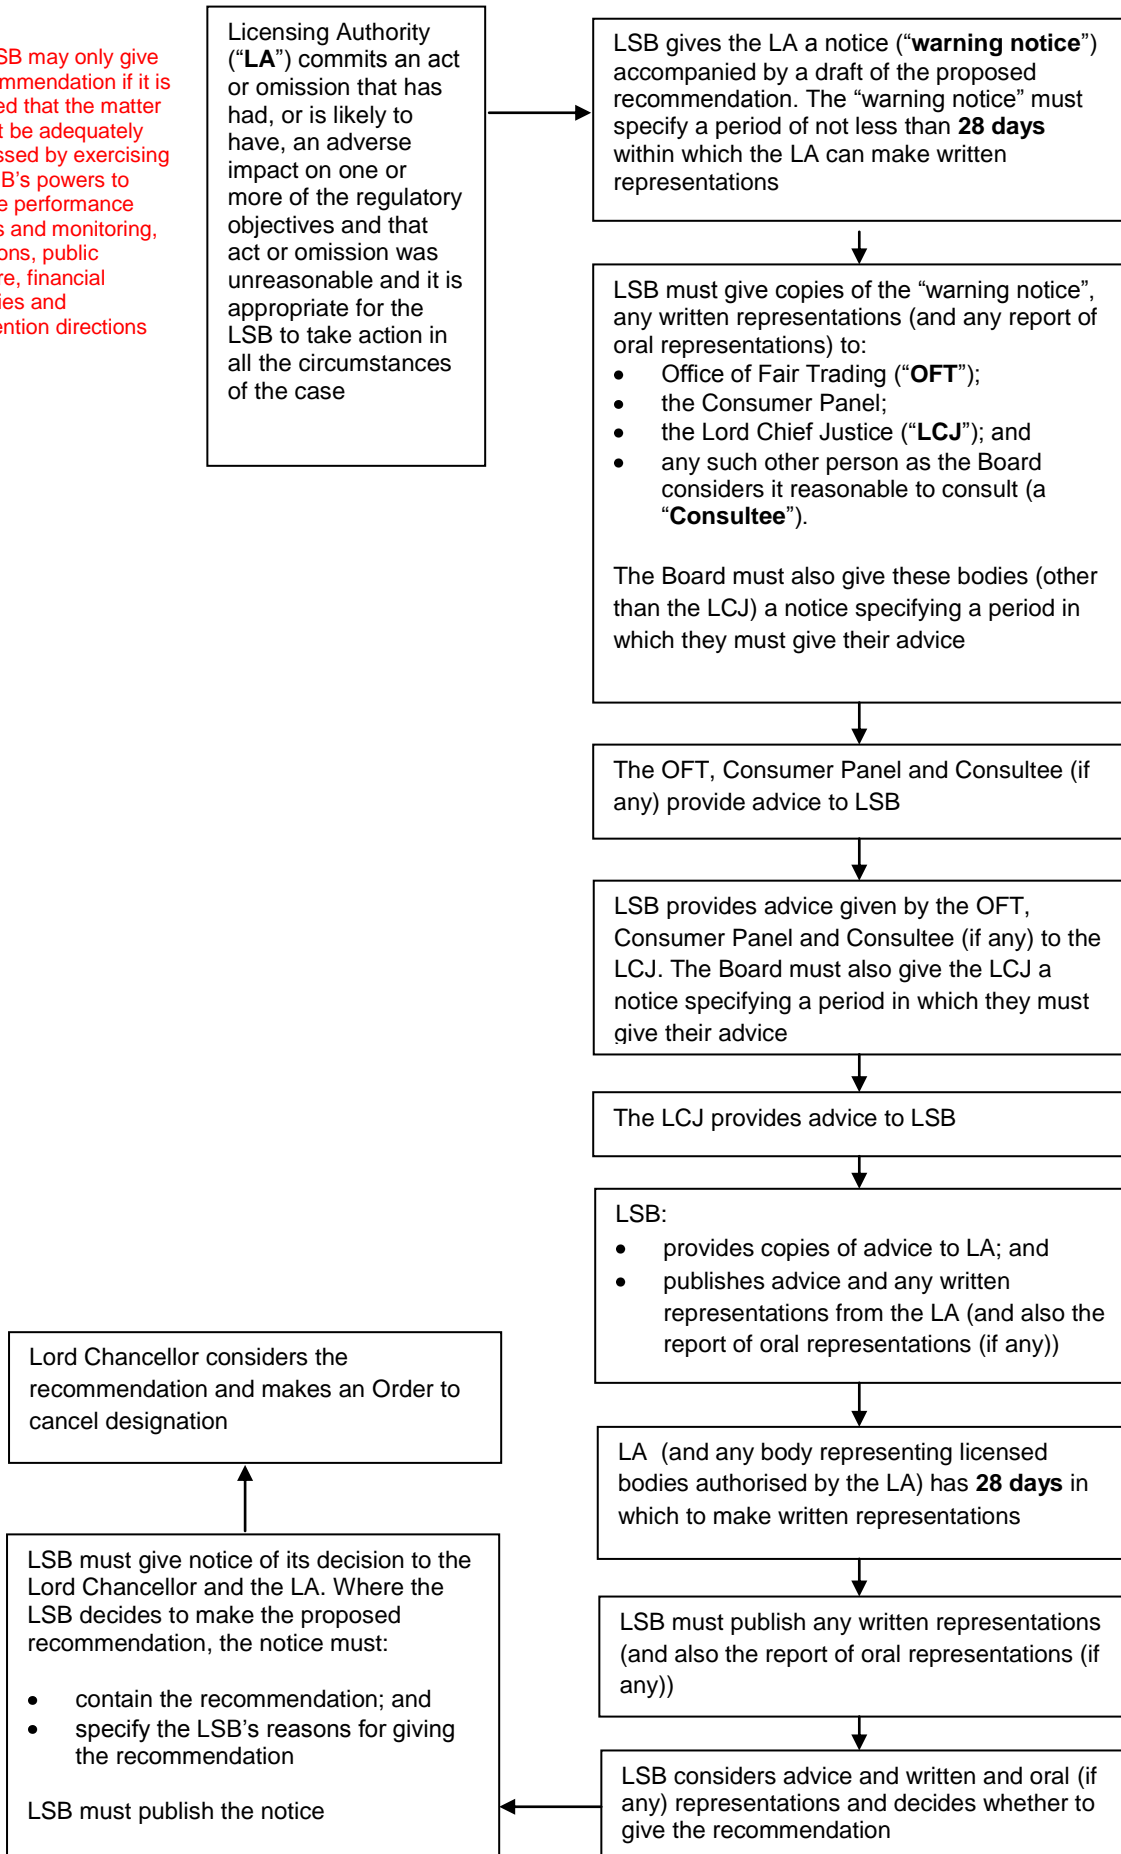 SB may only give
ommendation if it is
ed that the matter
t be adequately
ssed by exercising
B's powers to
e performance
s and monitoring,
ons, public
re, financial
ies and
ention directions
Licensing Authority
("LA") commits an act
or omission that has
had, or is likely to
have, an adverse
impact on one or
more of the regulatory
objectives and that
act or omission was
unreasonable and it is
appropriate for the
LSB to take action in
all the circumstances
of the case
LSB gives the LA a notice ("warning notice")
accompanied by a draft of the proposed
recommendation. The "warning notice" must
specify a period of not less than 28 days
within which the LA can make written
representations
LSB must give copies of the "warning notice",
any written representations (and any report of
oral representations) to:
• Office of Fair Trading ("OFT");
• the Consumer Panel;
• the Lord Chief Justice ("LCJ"); and
• any such other person as the Board
considers it reasonable to consult (a
"Consultee").
The Board must also give these bodies (other
than the LCJ) a notice specifying a period in
which they must give their advice
The OFT, Consumer Panel and Consultee (if
any) provide advice to LSB
LSB provides advice given by the OFT,
Consumer Panel and Consultee (if any) to the
LCJ. The Board must also give the LCJ a
notice specifying a period in which they must
give their advice
The LCJ provides advice to LSB
LSB:
• provides copies of advice to LA; and
• publishes advice and any written
representations from the LA (and also the
report of oral representations (if any))
LA (and any body representing licensed
bodies authorised by the LA) has 28 days in
which to make written representations
LSB must publish any written representations
(and also the report of oral representations (if
any))
LSB considers advice and written and oral (if
any) representations and decides whether to
give the recommendation
LSB must give notice of its decision to the
Lord Chancellor and the LA. Where the
LSB decides to make the proposed
recommendation, the notice must:
• contain the recommendation; and
• specify the LSB's reasons for giving
the recommendation
LSB must publish the notice
Lord Chancellor considers the
recommendation and makes an Order to
cancel designation